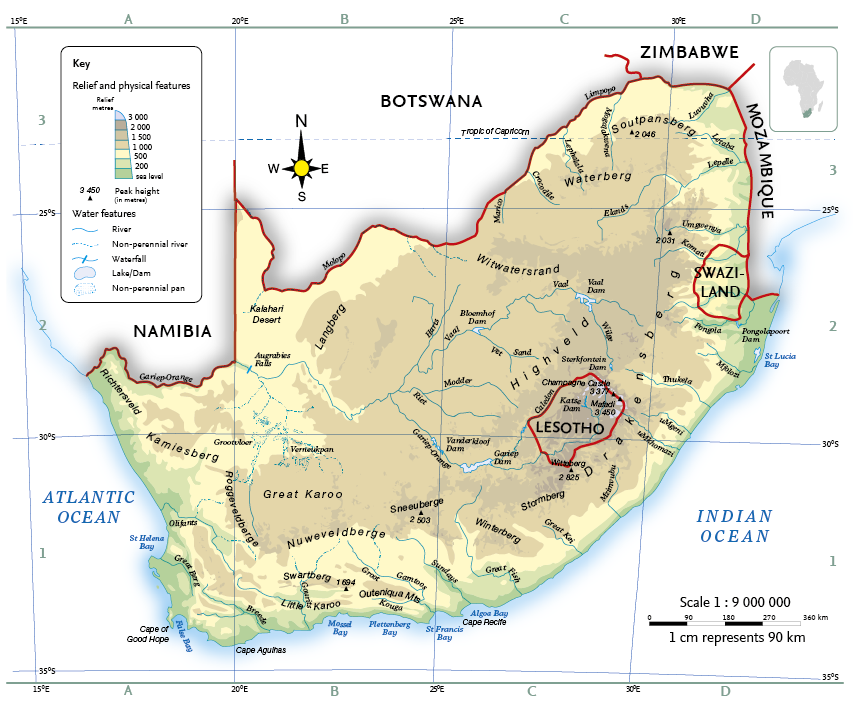 15°E
A
20°E
B
25°E
C
30°E
D
ZIMBABWE
BOTSWANA
MOZAMBIQUE
Key
Relief and physical features
Relief
metres
3 000
2 000
1 500
1 000
500
200
sea level
3 450
Peak height
(in metres)
Water features
River
Non-perennial river
Waterfall
Lake/Dam
Non-perennial pan
N
W
E
S
3
3
Tropic of Capricorn
Limpopo
Mogalakwena
Soutpansberg
2 046
Luvuvhu
Letaba
Lepelle
Lephalala
Waterberg
Crocodile
Marico
Elands
25°S
25°S
2 031
Umgwenya
Komati
SWAZI-
LAND
Molopo
Witwatersrand
Vaal
Vaal
Dam
Kalahari
Desert
Langberg
Harts
Vaal
Bloemhof
Dam
Vet
Sand
Wilge
Highveld
Sterkfontein
Dam
Drakensberg
Pongola
Pongolapoort
Dam
St Lucia
Bay
Mfolozi
Thukela
2
2
NAMIBIA
Augrabies
Falls
Gariep-Orange
Richtersveld
Modder
Riet
Champagne Castle
3 377
Katse
Dam
Mafadi
3 450
Caledon
LESOTHO
uMgeni
uMkhomazi
30°S
30°S
Kamiesberg
Grootvloer
Verneukpan
Gariep-Orange
Vanderkloof
Dam
Gariep
Dam
Witteberg
2 825
Mzimvubu
Roggeveldberge
Great Karoo
Sneeuberge
2 503
Stormberg
ATLANTIC
OCEAN
INDIAN
OCEAN
Olifants
Nuweveldberge
Winterberg
Great Kei
St Helena
Bay
1
1
Great Berg
Swartberg
1 694
Groot
Gamtoos
Sundays
Great Fish
Gourits
Outeniqua Mts
Little Karoo
Kouga
Breede
Cape of
Good Hope
False Bay
Mossel
Bay
Plettenberg
Bay
St Francis
Bay
Algoa Bay
Cape Recife
Cape Agulhas
Scale 1 : 9 000 000
0
90
180
270
360 km
1 cm represents 90 km
35°S
35°S
15°E
A
20°E
B
25°E
C
30°E
D